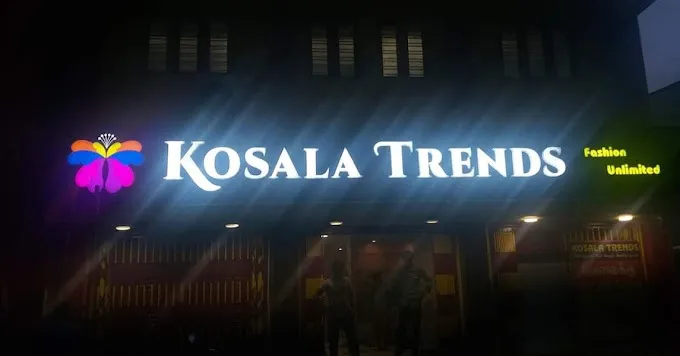 KOSALA TRENDS
Fashion
Unlimited
KOSALA TRENDS